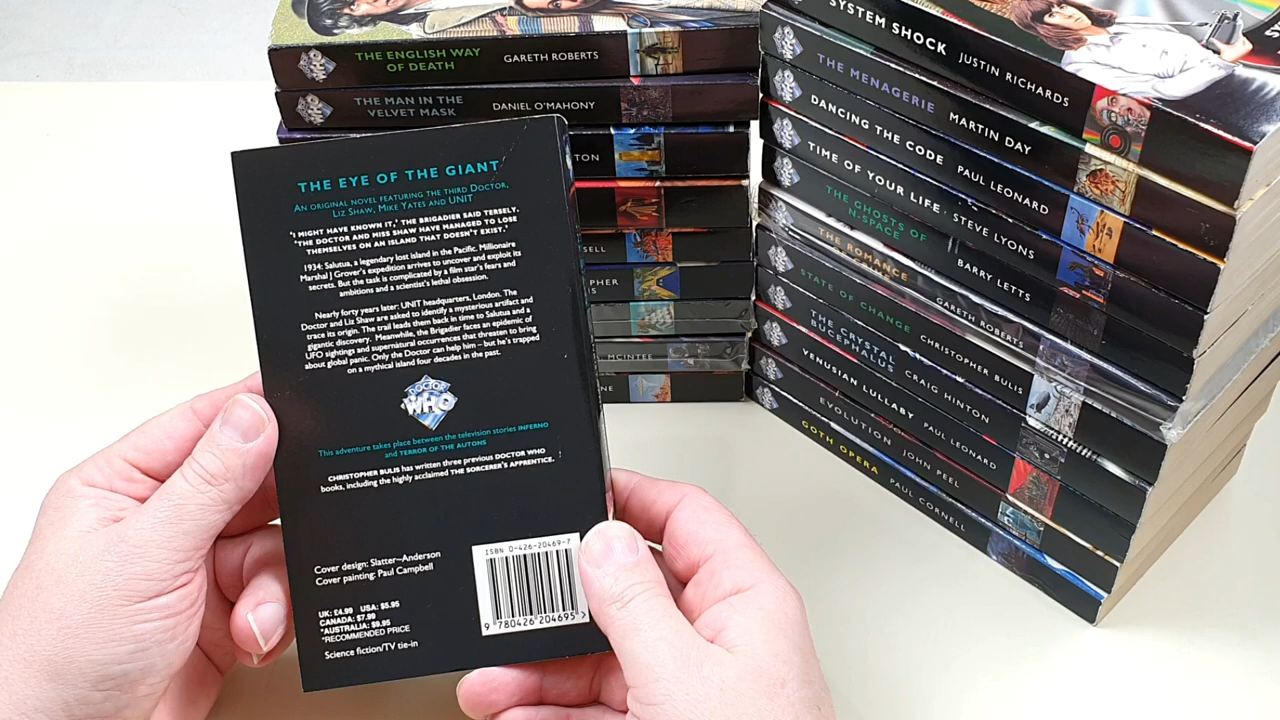 THE ENGLISH WAY
OF DEATH
GARETH ROBERTS
THE MAN IN THE
VELVET MASK
DANIEL O'MAHONY
TON
SELL
PHER
IS
MCINTEE
NE
SYSTEM SHOCK JUSTIN RICHARDS
THE MENAGERIE MARTIN DAY
DANCING THE CODE PAUL LEONARD
TIME OF YOUR LIFE · STEVE LYONS
THE GHOSTS OF
N-SPACE
BARRY LETTS
THE ROMANCE
OF CRIME
GARETH ROBERTS
STATE OF CHANGE CHRISTOPHER BULIS
THE CRYSTAL
BUCEPHALUS
CRAIG HINTON
VENUSIAN LULLABY PAUL LEONARD
EVOLUTION JOHN PEEL
GOTH OPERA PAUL CORNELL
THE EYE OF THE GIANT
AN ORIGINAL NOVEL FEATURING THE THIRD DOCTOR,
LIZ SHAW, MIKE YATES AND UNIT
'I MIGHT HAVE KNOWN IT,' THE BRIGADIER SAID TERSELY.
'THE DOCTOR AND MISS SHAW HAVE MANAGED TO LOSE
THEMSELVES ON AN ISLAND THAT DOESN'T EXIST.'
1934: Salutua, a legendary lost island in the Pacific. Millionaire
Marshal J Grover's expedition arrives to uncover and exploit its
secrets. But the task is complicated by a film star's fears and
ambitions and a scientist's lethal obsession.
Nearly forty years later: UNIT headquarters, London. The
Doctor and Liz Shaw are asked to identify a mysterious artifact and
trace its origin. The trail leads them back in time to Salutua and a
gigantic discovery. Meanwhile, the Brigadier faces an epidemic of
UFO sightings and supernatural occurrences that threaten to bring
about global panic. Only the Doctor can help him – but he's trapped
on a mythical island four decades in the past.
DOCTOR
WHO
This adventure takes place between the television stories INFERNO
and TERROR OF THE AUTONS
CHRISTOPHER BULIS has written three previous DOCTOR WHO
books, including the highly acclaimed THE SORCERER'S APPRENTICE.
Cover design: Slatter~Anderson
Cover painting: Paul Campbell
UK: £4.99 USA: $5.95
CANADA: $7.99
*AUSTRALIA: $9.95
*RECOMMENDED PRICE
Science fiction/TV tie-in
ISBN 0-426-20469-7
9 780426 204695 >